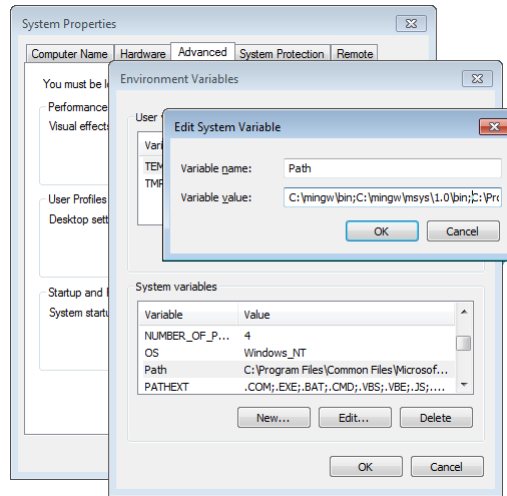 System Properties
Computer Name Hardware Advanced System Protection Remote
You must be l
Performance
Visual effects
User Profiles
Desktop sett
Startup and
System startu
Environment Variables
User
Vari
TEM
TMP
Edit System Variable
Variable name: Path
Variable value: C:\mingw\bin;C:\mingw\msys\1.0\bin;C:\Pro
OK Cancel
System variables
Variable Value
NUMBER_OF_P... 4
OS Windows_NT
Path C:\Program Files\Common Files\Microsof...
PATHEXT .COM;.EXE;.BAT;.CMD;.VBS;.VBE;.JS;....
New... Edit... Delete
OK Cancel